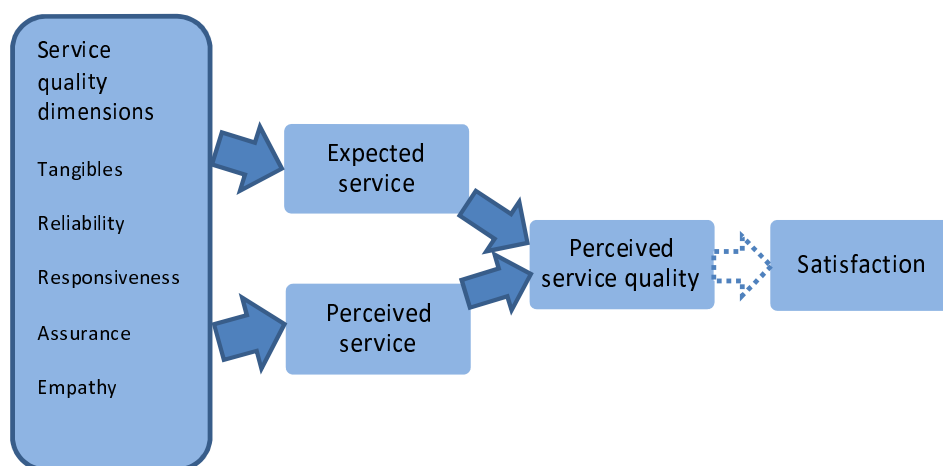 Service
quality
dimensions
Tangibles
Reliability
Responsiveness
Assurance
Empathy
Expected
service
Perceived
service
Perceived
service quality
Satisfaction